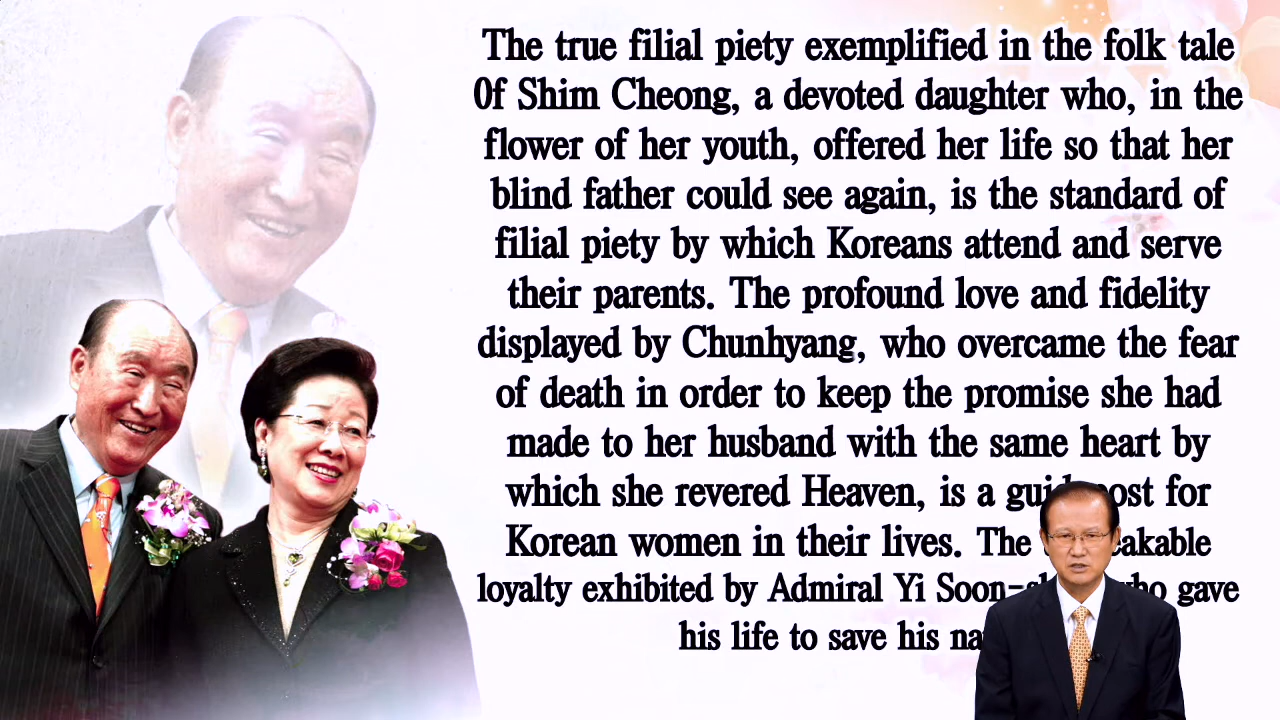 The true filial piety exemplified in the folk tale
Of Shim Cheong, a devoted daughter who, in the
flower of her youth, offered her life so that her
blind father could see again, is the standard of
filial piety by which Koreans attend and serve
their parents. The profound love and fidelity
displayed by Chunhyang, who overcame the fear
of death in order to keep the promise she had
made to her husband with the same heart by
which she revered Heaven, is a for
Korean women in their lives. The
loyalty exhibited by Admiral Yi who gave
his life to save his